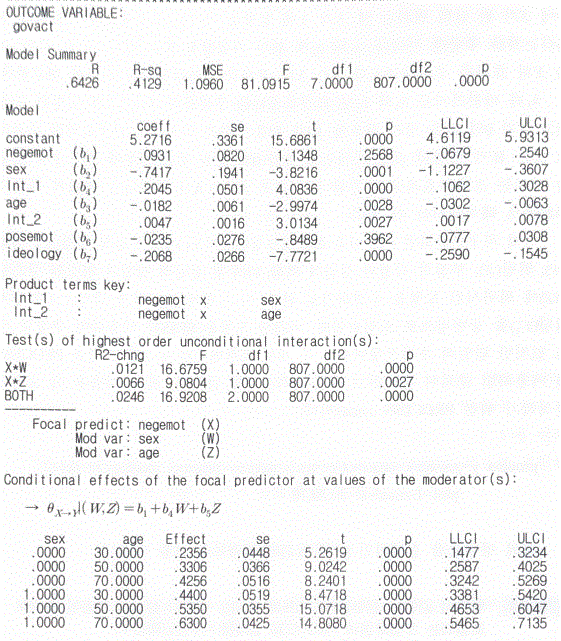 OUTCOME VARIABLE:
govact
Model Summary
R R-sq MSE F df1 df2 p
.6426 .4129 1.0960 81.0915 7.0000 807.0000 .0000
Model
coeff se t p LLCI ULCI
constant 5.2716 .3361 15.6861 .0000 4.6119 5.9313
negemot (b₁) .0931 .0820 1.1348 .2568 -.0679 .2540
sex (b₂) -.7417 .1941 -3.8216 .0001 -1.1227 -.3607
Int_1 (b₄) .2045 .0501 4.0836 .0000 .1062 .3028
age (b₃) -.0182 .0061 -2.9974 .0028 -.0302 -.0063
Int_2 (b₅) .0047 .0016 3.0134 .0027 .0017 .0078
posemot (b₆) -.0235 .0276 -.8489 .3962 -.0777 .0308
ideology (b₇) -.2068 .0266 -7.7721 .0000 -.2590 -.1545
Product terms key:
Int_1 : negemot x sex
Int_2 : negemot x age
Test(s) of highest order unconditional interaction(s):
R2-chng F df1 df2 p
X*W .0121 16.6759 1.0000 807.0000 .0000
X*Z .0066 9.0804 1.0000 807.0000 .0027
BOTH .0246 16.9208 2.0000 807.0000 .0000
----------
Focal predict: negemot (X)
Mod var: sex (W)
Mod var: age (Z)
Conditional effects of the focal predictor at values of the moderator(s):
→ θ_X→Y|(W,Z)=b₁+b₄W+b₅Z
sex age Effect se t p LLCI ULCI
.0000 30.0000 .2356 .0448 5.2619 .0000 .1477 .3234
.0000 50.0000 .3306 .0366 9.0242 .0000 .2587 .4025
.0000 70.0000 .4256 .0516 8.2401 .0000 .3242 .5269
1.0000 30.0000 .4400 .0519 8.4718 .0000 .3381 .5420
1.0000 50.0000 .5350 .0355 15.0718 .0000 .4653 .6047
1.0000 70.0000 .6300 .0425 14.8080 .0000 .5465 .7135